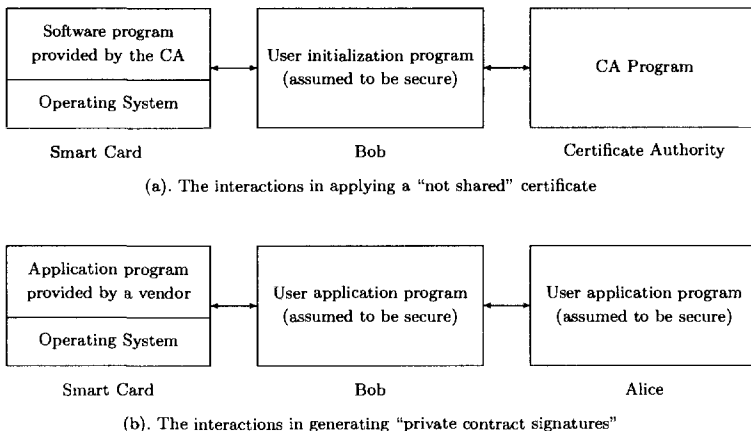 Software program
provided by the CA
Operating System
Smart Card
User initialization program
(assumed to be secure)
Bob
CA Program
Certificate Authority
(a). The interactions in applying a “not shared” certificate
Application program
provided by a vendor
Operating System
Smart Card
User application program
(assumed to be secure)
Bob
User application program
(assumed to be secure)
Alice
(b). The interactions in generating “private contract signatures”